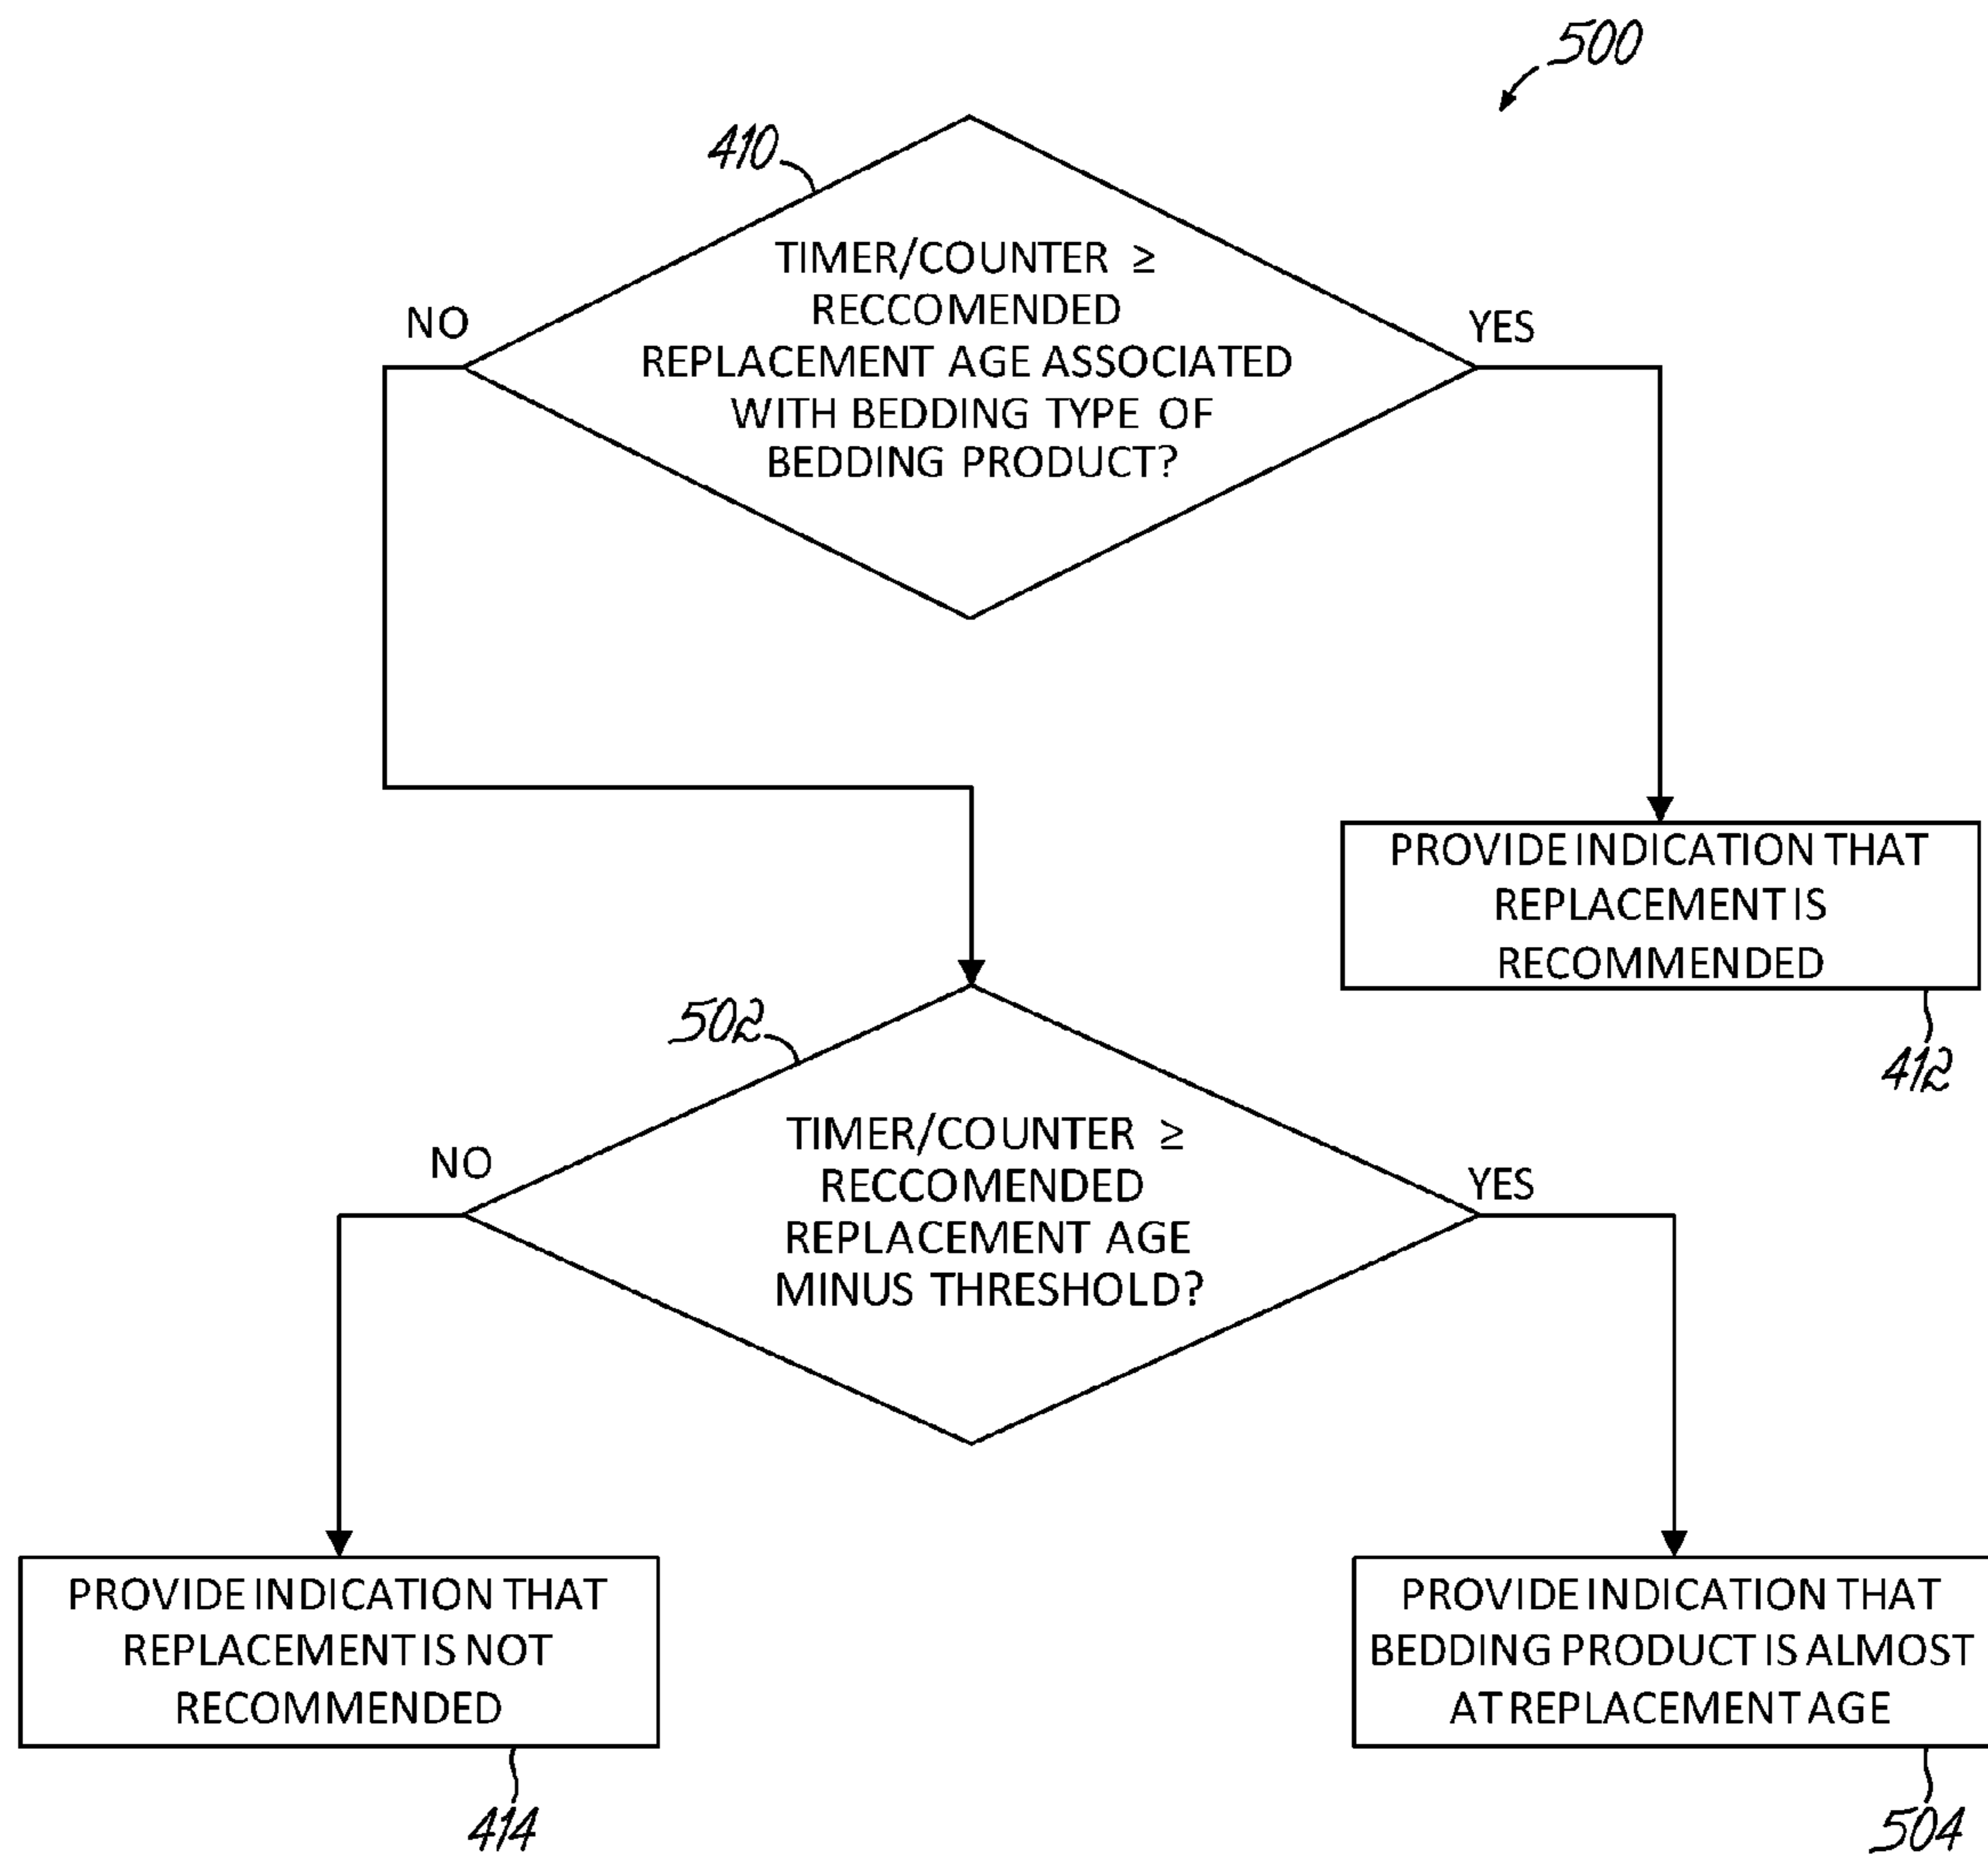 500
410
TIMER/COUNTER ≥
RECCOMENDED
REPLACEMENT AGE ASSOCIATED
WITH BEDDING TYPE OF
BEDDING PRODUCT?
NO
YES
PROVIDE INDICATION THAT
REPLACEMENT IS
RECOMMENDED
412
502
TIMER/COUNTER ≥
RECCOMENDED
REPLACEMENT AGE
MINUS THRESHOLD?
NO
YES
PROVIDE INDICATION THAT
REPLACEMENT IS NOT
RECOMMENDED
414
PROVIDE INDICATION THAT
BEDDING PRODUCT IS ALMOST
AT REPLACEMENT AGE
504